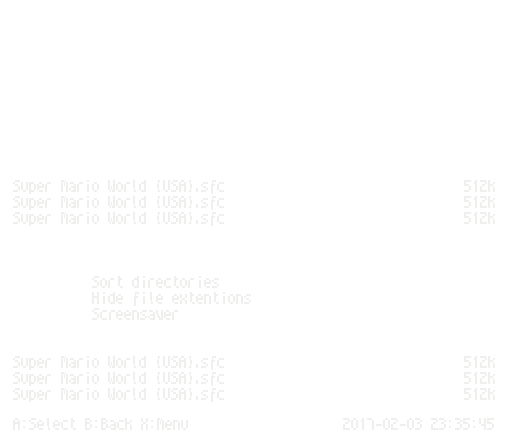 Super Mario World (USA).sfc 512k
Super Mario World (USA).sfc 512k
Super Mario World (USA).sfc 512k
Sort directories
Hide file extentions
Screensaver
Super Mario World (USA).sfc 512k
Super Mario World (USA).sfc 512k
Super Mario World (USA).sfc 512k
A:Select B:Back X:Menu 2017-02-03 23:35:45